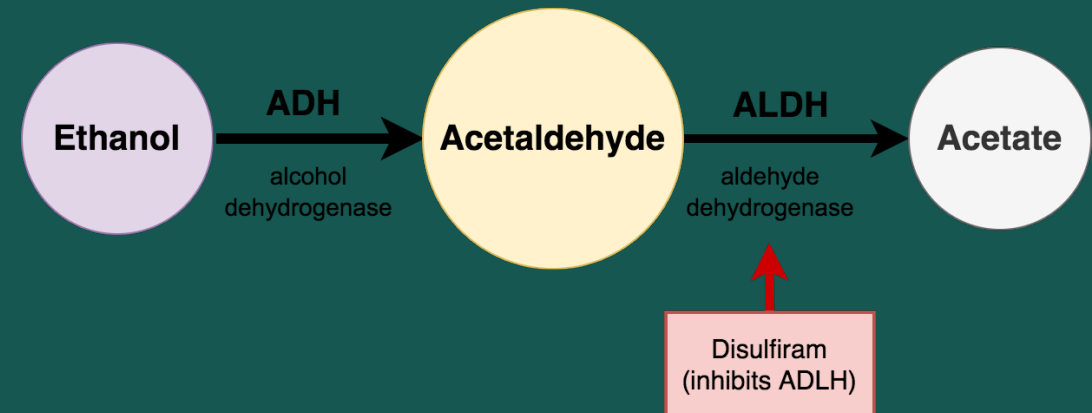 ADH
ALDH
Ethanol
Acetaldehyde
Acetate
alcohol
dehydrogenase
aldehyde
dehydrogenase
Disulfiram
(inhibits ADLH)